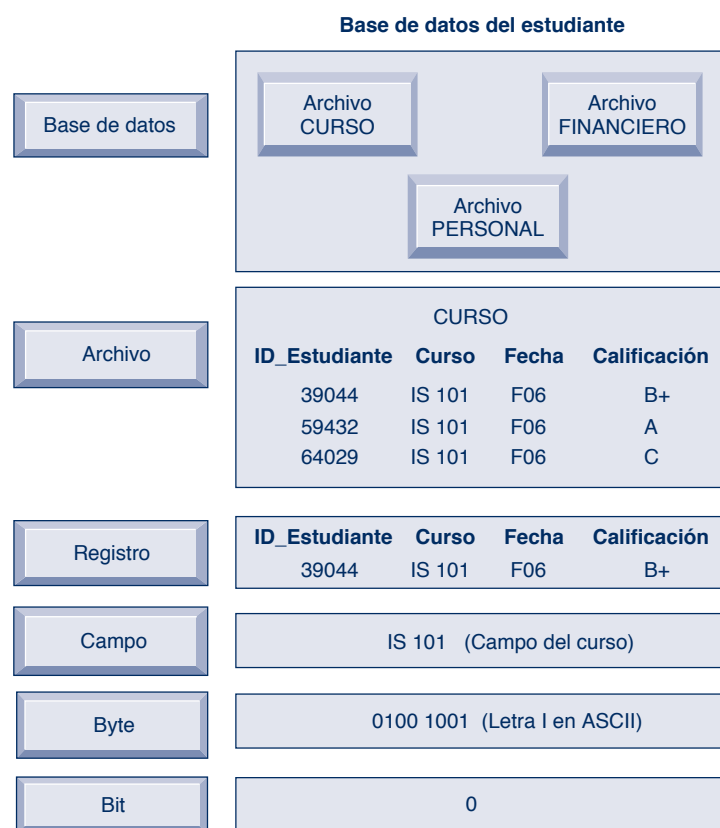 Base de datos del estudiante
Base de datos
Archivo
CURSO
Archivo
FINANCIERO
Archivo
PERSONAL
Archivo
CURSO
ID_Estudiante Curso Fecha Calificación
39044 IS 101 F06 B+
59432 IS 101 F06 A
64029 IS 101 F06 C
Registro
ID_Estudiante Curso Fecha Calificación
39044 IS 101 F06 B+
Campo
IS 101 (Campo del curso)
Byte
0100 1001 (Letra I en ASCII)
Bit
0